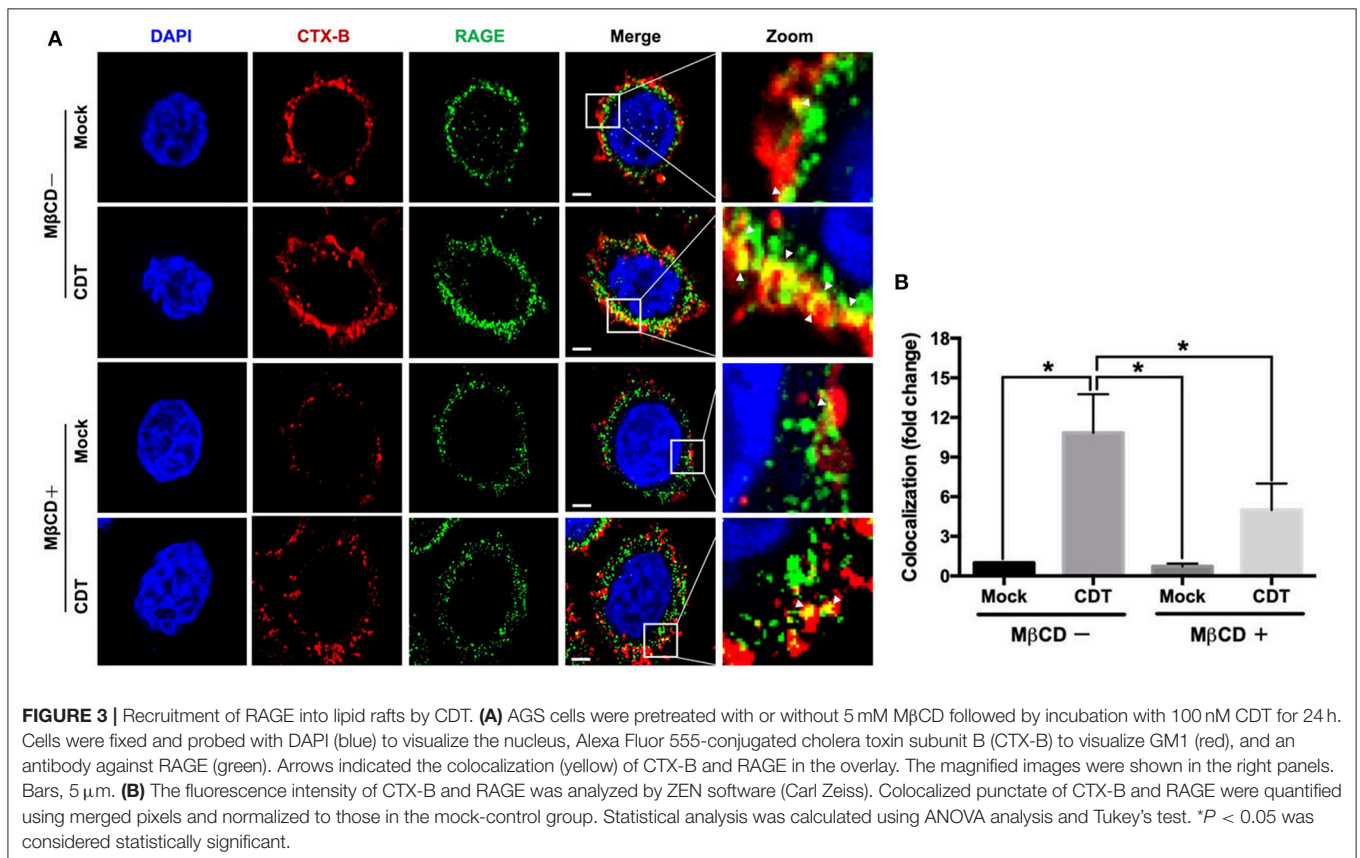 A
DAPI CTX-B RAGE Merge Zoom
MβCD −
Mock
CDT
MβCD +
Mock
CDT
B
Colocalization (fold change)
18
15
12
9
6
3
0
* * *
Mock CDT Mock CDT
MβCD − MβCD +
FIGURE 3 | Recruitment of RAGE into lipid rafts by CDT. (A) AGS cells were pretreated with or without 5 mM MβCD followed by incubation with 100 nM CDT for 24 h.
Cells were fixed and probed with DAPI (blue) to visualize the nucleus, Alexa Fluor 555-conjugated cholera toxin subunit B (CTX-B) to visualize GM1 (red), and an
antibody against RAGE (green). Arrows indicated the colocalization (yellow) of CTX-B and RAGE in the overlay. The magnified images were shown in the right panels.
Bars, 5 μm. (B) The fluorescence intensity of CTX-B and RAGE was analyzed by ZEN software (Carl Zeiss). Colocalized punctate of CTX-B and RAGE were quantified
using merged pixels and normalized to those in the mock-control group. Statistical analysis was calculated using ANOVA analysis and Tukey's test. *P < 0.05 was
considered statistically significant.